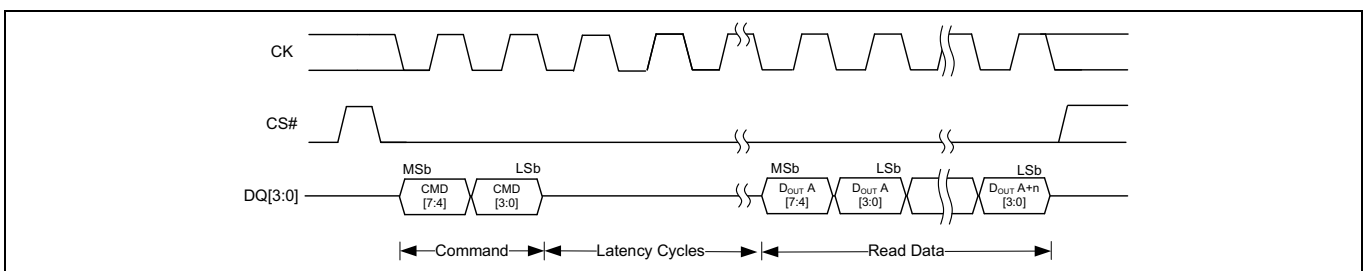 CK
CS#
MSb LSb MSb LSb LSb
DQ[3:0] CMD CMD DOUT A DOUT A DOUT A+n
[7:4] [3:0] [7:4] [3:0] [3:0]
Command Latency Cycles Read Data